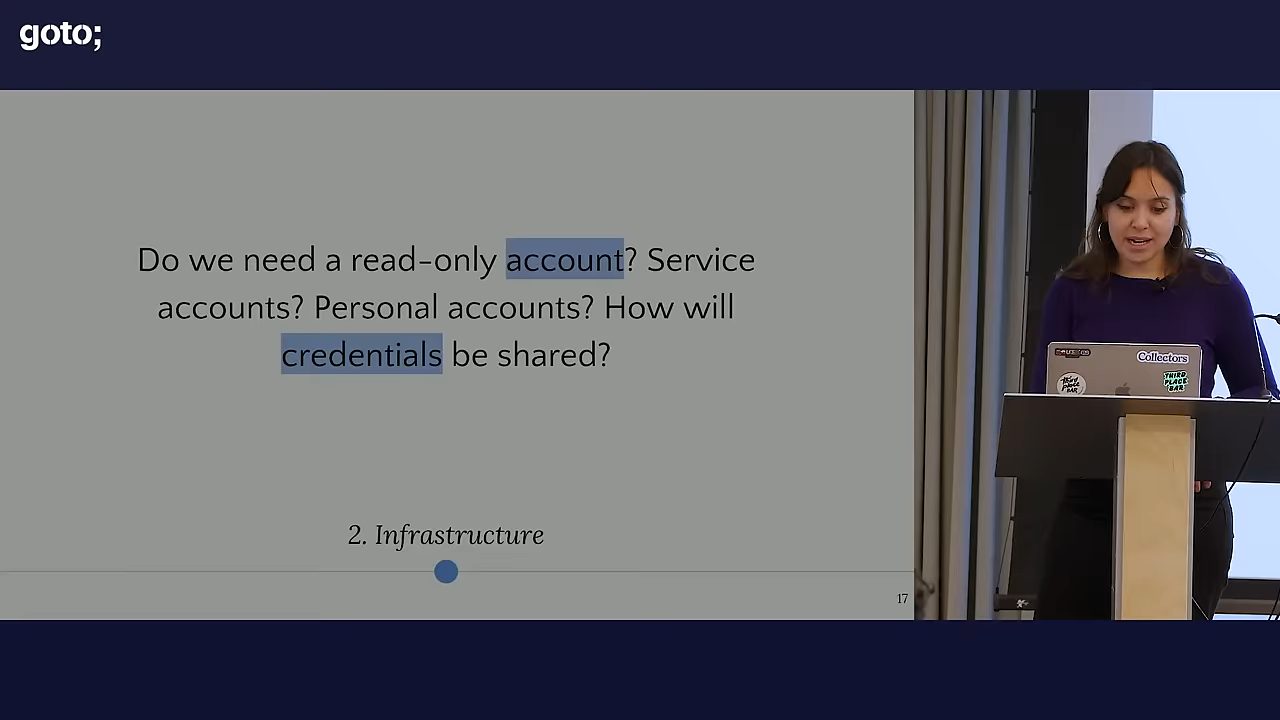 goto;
Do we need a read-only account? Service
accounts? Personal accounts? How will
credentials be shared?
2. Infrastructure
17
Collectors
THIRD
PLACE
BAR